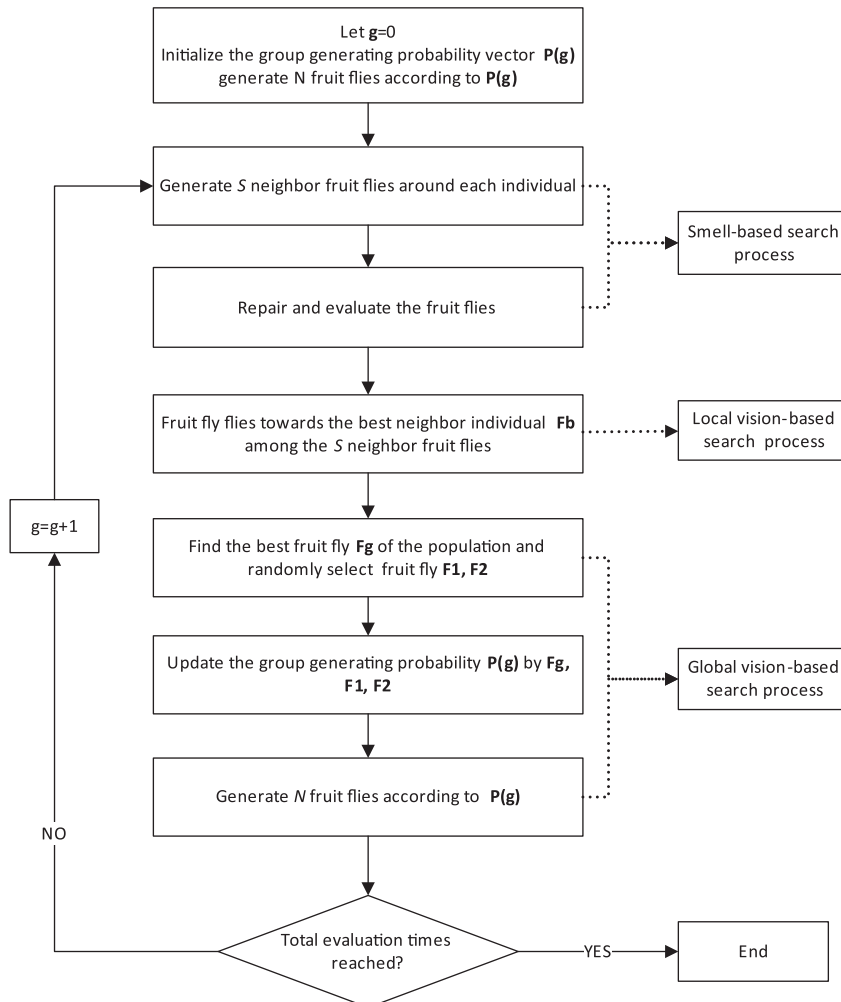 Let g=0
Initialize the group generating probability vector P(g)
generate N fruit flies according to P(g)
Generate S neighbor fruit flies around each individual
Smell-based search
process
Repair and evaluate the fruit flies
Fruit fly flies towards the best neighbor individual Fb
among the S neighbor fruit flies
Local vision-based
search process
g=g+1
Find the best fruit fly Fg of the population and
randomly select fruit fly F1, F2
Update the group generating probability P(g) by Fg,
F1, F2
Global vision-based
search process
Generate N fruit flies according to P(g)
NO
Total evaluation times
reached?
YES
End